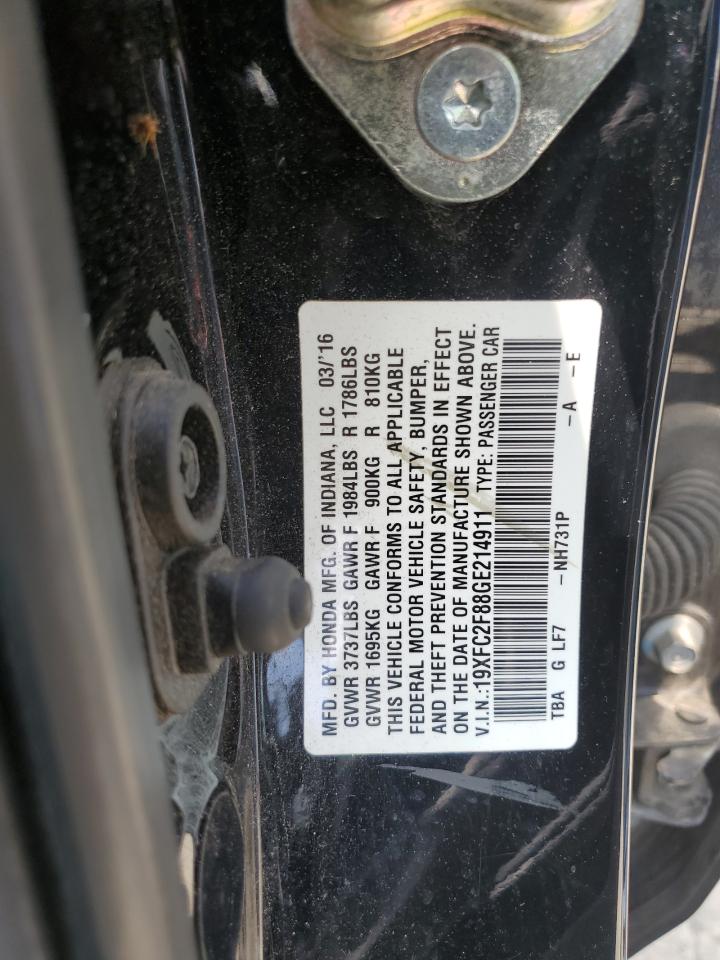 MFD. BY HONDA MFG. OF INDIANA, LLC 03/'16
GVWR 3737LBS GAWR F 1984LBS R 1786LBS
GVWR 1695KG GAWR F 900KG R 810KG
THIS VEHICLE CONFORMS TO ALL APPLICABLE
FEDERAL MOTOR VEHICLE SAFETY, BUMPER,
AND THEFT PREVENTION STANDARDS IN EFFECT
ON THE DATE OF MANUFACTURE SHOWN ABOVE.
V.I.N.:19XFC2F88GE214911 TYPE: PASSENGER CAR
TBA G LF7 –NH731P –A –E